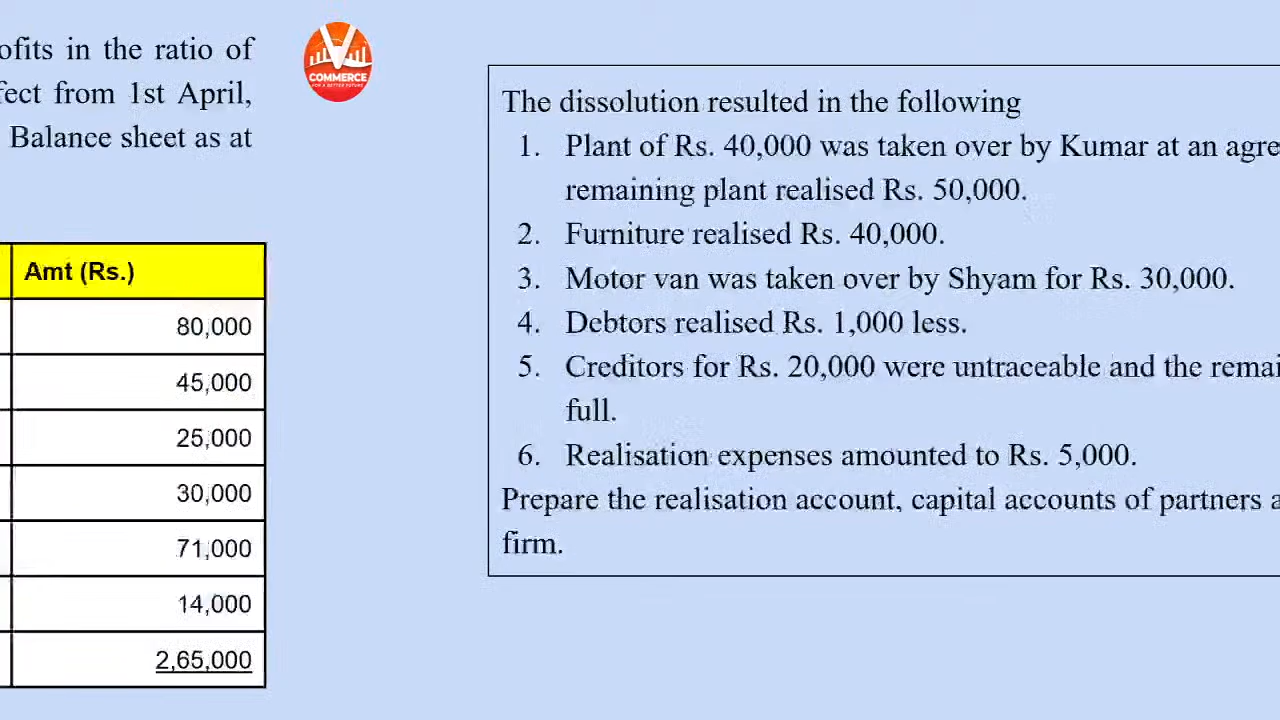 ofits in the ratio of
fect from 1st April,
Balance sheet as at
COMMERCE
FOR A BETTER FUTURE
Amt (Rs.)
80,000
45,000
25,000
30,000
71,000
14,000
2,65,000
The dissolution resulted in the following
1. Plant of Rs. 40,000 was taken over by Kumar at an agre
remaining plant realised Rs. 50,000.
2. Furniture realised Rs. 40,000.
3. Motor van was taken over by Shyam for Rs. 30,000.
4. Debtors realised Rs. 1,000 less.
5. Creditors for Rs. 20,000 were untraceable and the remai
full.
6. Realisation expenses amounted to Rs. 5,000.
Prepare the realisation account, capital accounts of partners a
firm.